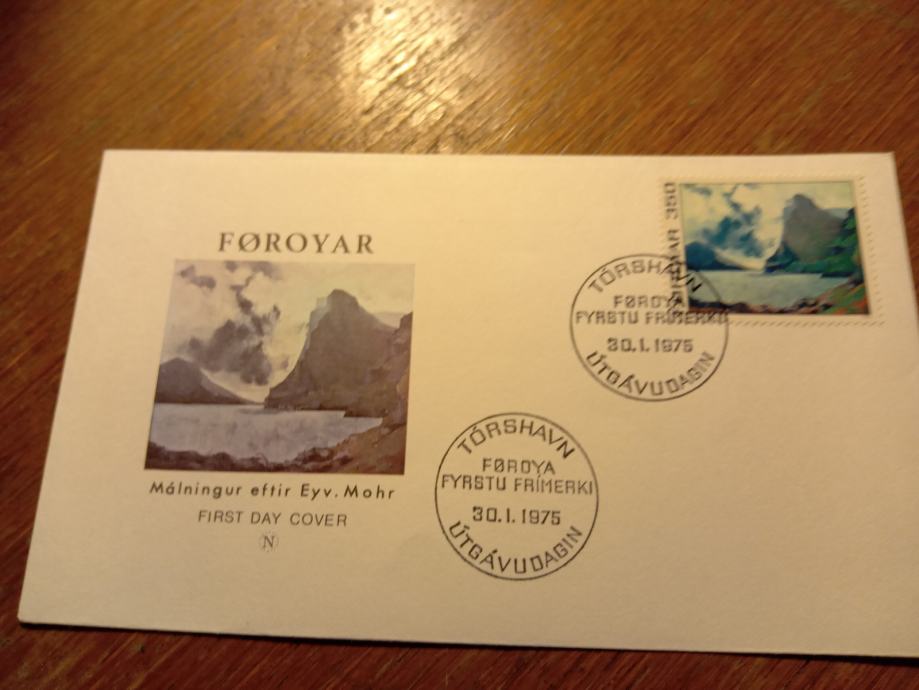 FØROYAR
Málningur eftir Eyv. Mohr
FIRST DAY COVER
N
FØROYAR 350
TÓRSHAVN
FØROYA
FYRSTU FRÍMERKI
30.1.1975
ÚTGÁVUDAGIN
TÓRSHAVN
FØROYA
FYRSTU FRÍMERKI
30.1.1975
ÚTGÁVUDAGIN